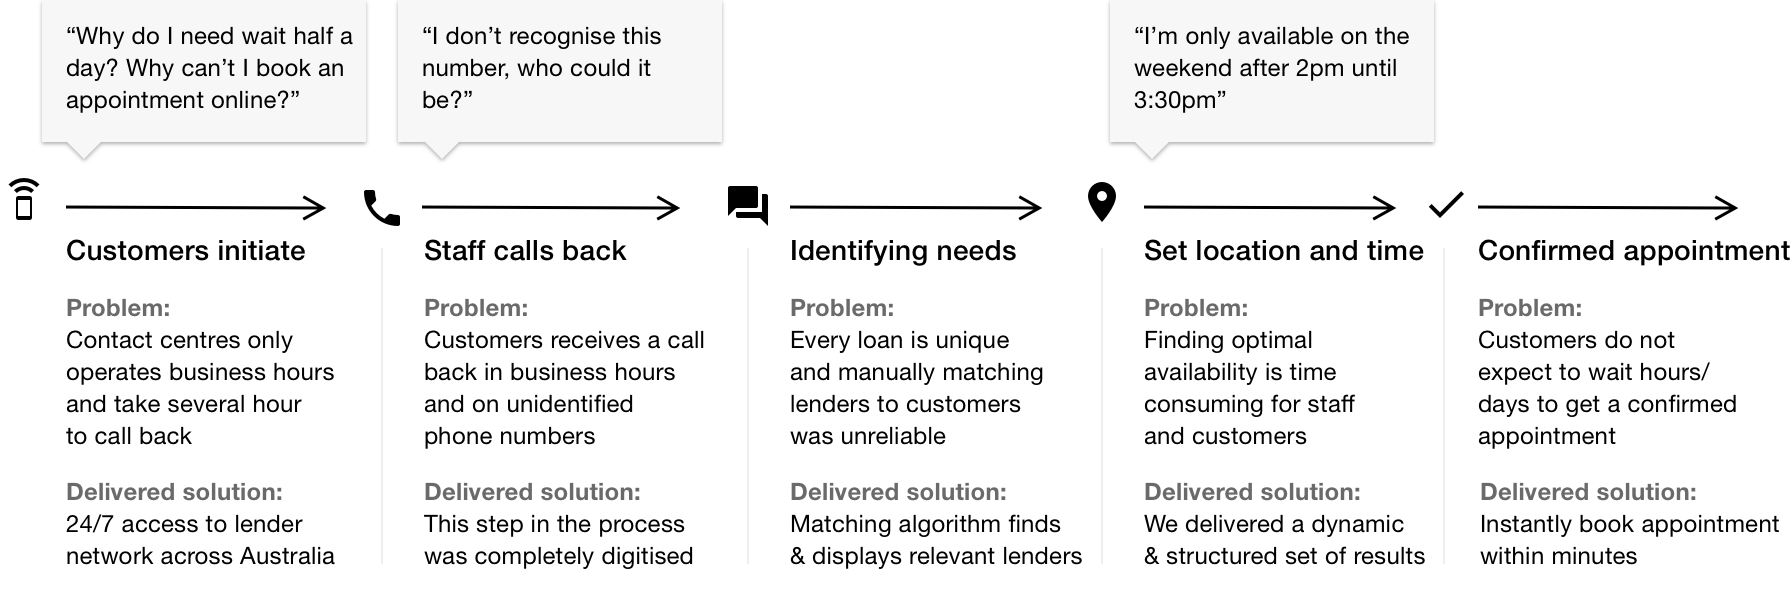 “Why do I need wait half a
day? Why can’t I book an
appointment online?”
“I don’t recognise this
number, who could it
be?”
“I’m only available on the
weekend after 2pm until
3:30pm”
Customers initiate
Problem:
Contact centres only
operates business hours
and take several hour
to call back
Delivered solution:
24/7 access to lender
network across Australia
Staff calls back
Problem:
Customers receives a call
back in business hours
and on unidentified
phone numbers
Delivered solution:
This step in the process
was completely digitised
Identifying needs
Problem:
Every loan is unique
and manually matching
lenders to customers
was unreliable
Delivered solution:
Matching algorithm finds
& displays relevant lenders
Set location and time
Problem:
Finding optimal
availability is time
consuming for staff
and customers
Delivered solution:
We delivered a dynamic
& structured set of results
Confirmed appointment
Problem:
Customers do not
expect to wait hours/
days to get a confirmed
appointment
Delivered solution:
Instantly book appointment
within minutes